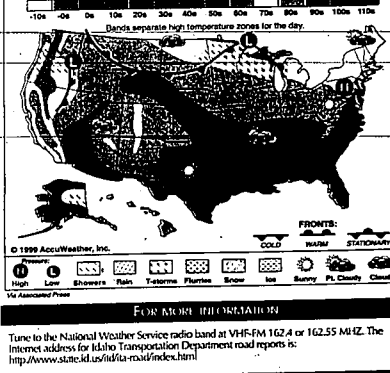 -10s -0s 0s 10s 20s 30s 40s 50s 60s 70s 80s 90s 100s 110s
Bands separate high temperature zones for the day.
L
L
H
© 1999 AccuWeather, Inc.
FRONTS:
COLD WARM STATIONARY
Pressure:
H L
High Low Showers Rain T-storms Flurries Snow Ice Sunny Pt. Cloudy Cloudy
Via Associated Press
FOR MORE INFORMATION
Tune to the National Weather Service radio band at VHF-FM 162.4 or 162.55 MHZ. The
Internet address for Idaho Transportation Department road reports is:
http://www.state.id.us/itd/ita-road/index.html